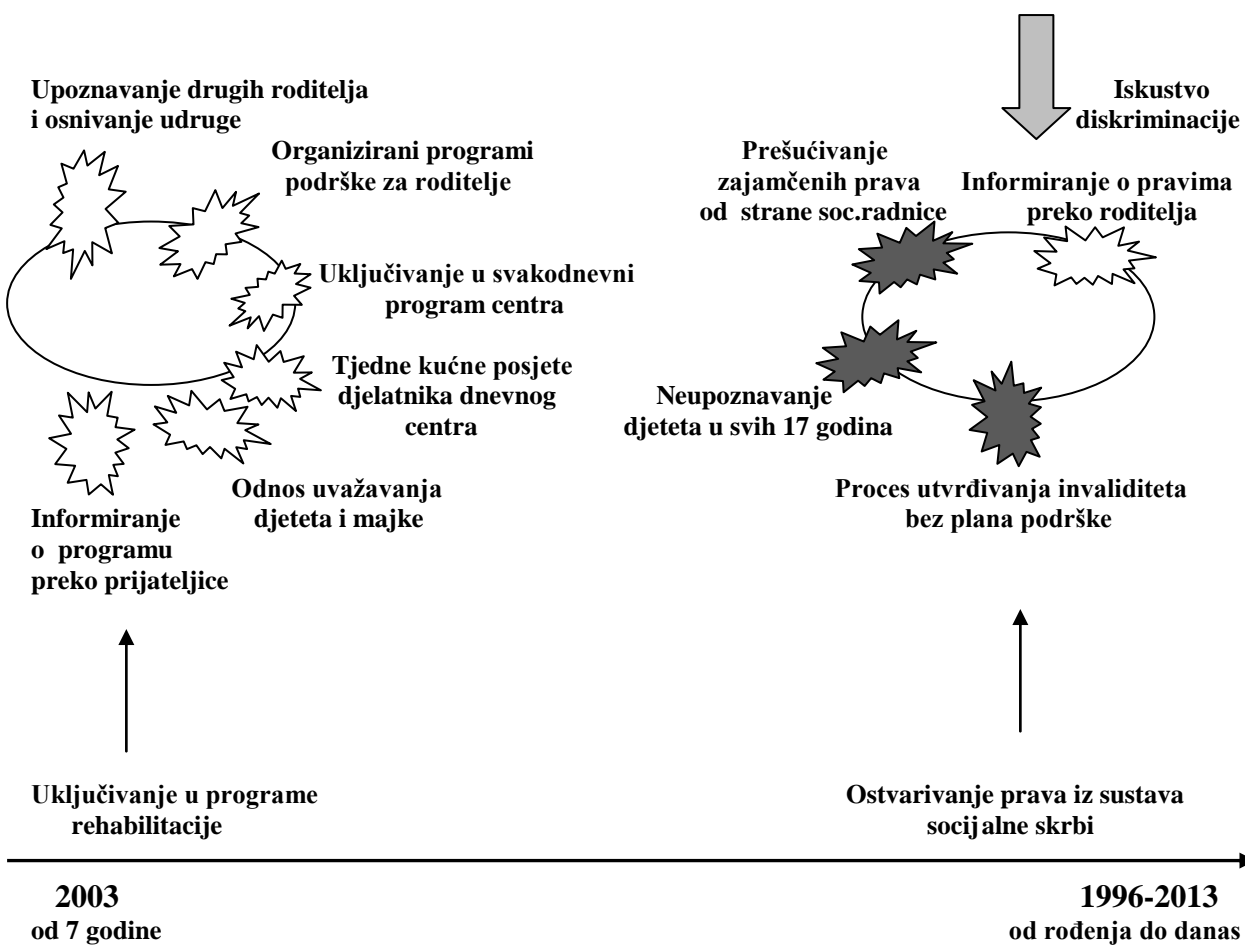 Upoznavanje drugih roditelja
i osnivanje udruge
Organizirani programi
podrške za roditelje
Uključivanje u svakodnevni
program centra
Tjedne kućne posjete
djelatnika dnevnog
centra
Odnos uvažavanja
djeteta i majke
Informiranje
o programu
preko prijateljice
Uključivanje u programe
rehabilitacije
2003
od 7 godine
Iskustvo
diskriminacije
Prešućivanje
zajamčenih prava
od strane soc.radnice
Informiranje o pravima
preko roditelja
Neupoznavanje
djeteta u svih 17 godina
Proces utvrđivanja invaliditeta
bez plana podrške
Ostvarivanje prava iz sustava
socijalne skrbi
1996-2013
od rođenja do danas